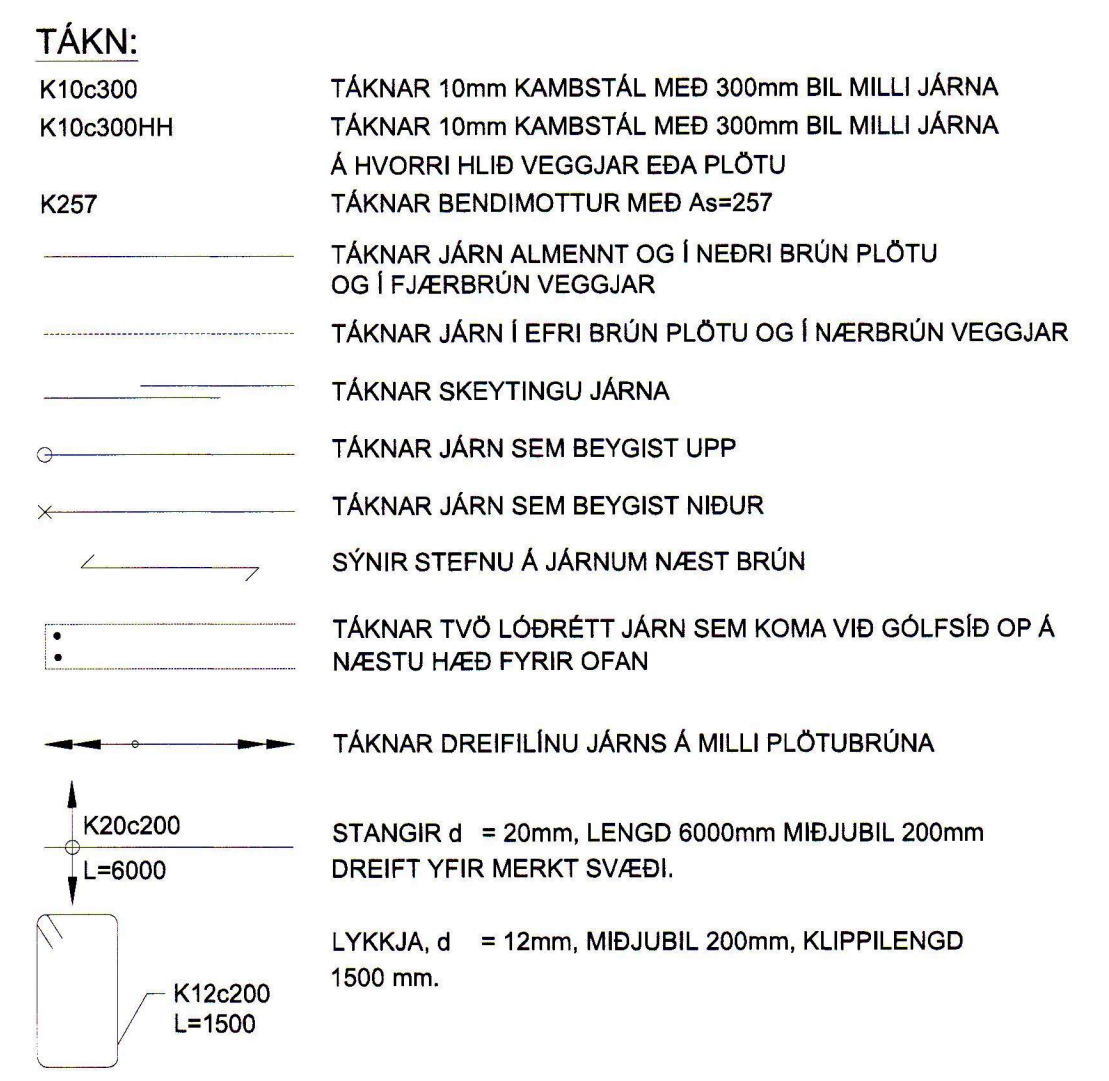 TÁKN:
K10c300 TÁKNAR 10mm KAMBSTÁL MEÐ 300mm BIL MILLI JÁRNA
K10c300HH TÁKNAR 10mm KAMBSTÁL MEÐ 300mm BIL MILLI JÁRNA
Á HVORRI HLIÐ VEGGJAR EÐA PLÖTU
K257 TÁKNAR BENDIMOTTUR MEÐ As=257
TÁKNAR JÁRN ALMENNT OG Í NEÐRI BRÚN PLÖTU
OG Í FJÆRBRÚN VEGGJAR
TÁKNAR JÁRN Í EFRI BRÚN PLÖTU OG Í NÆRBRÚN VEGGJAR
TÁKNAR SKEYTINGU JÁRNA
TÁKNAR JÁRN SEM BEYGIST UPP
TÁKNAR JÁRN SEM BEYGIST NIÐUR
SÝNIR STEFNU Á JÁRNUM NÆST BRÚN
TÁKNAR TVÖ LÓÐRÉTT JÁRN SEM KOMA VIÐ GÓLFSÍÐ OP Á
NÆSTU HÆÐ FYRIR OFAN
TÁKNAR DREIFILÍNU JÁRNS Á MILLI PLÖTUBRÚNA
K20c200
L=6000
STANGIR d = 20mm, LENGD 6000mm MIÐJUBIL 200mm
DREIFT YFIR MERKT SVÆÐI.
LYKKJA, d = 12mm, MIÐJUBIL 200mm, KLIPPILENGD
1500 mm.
K12c200
L=1500